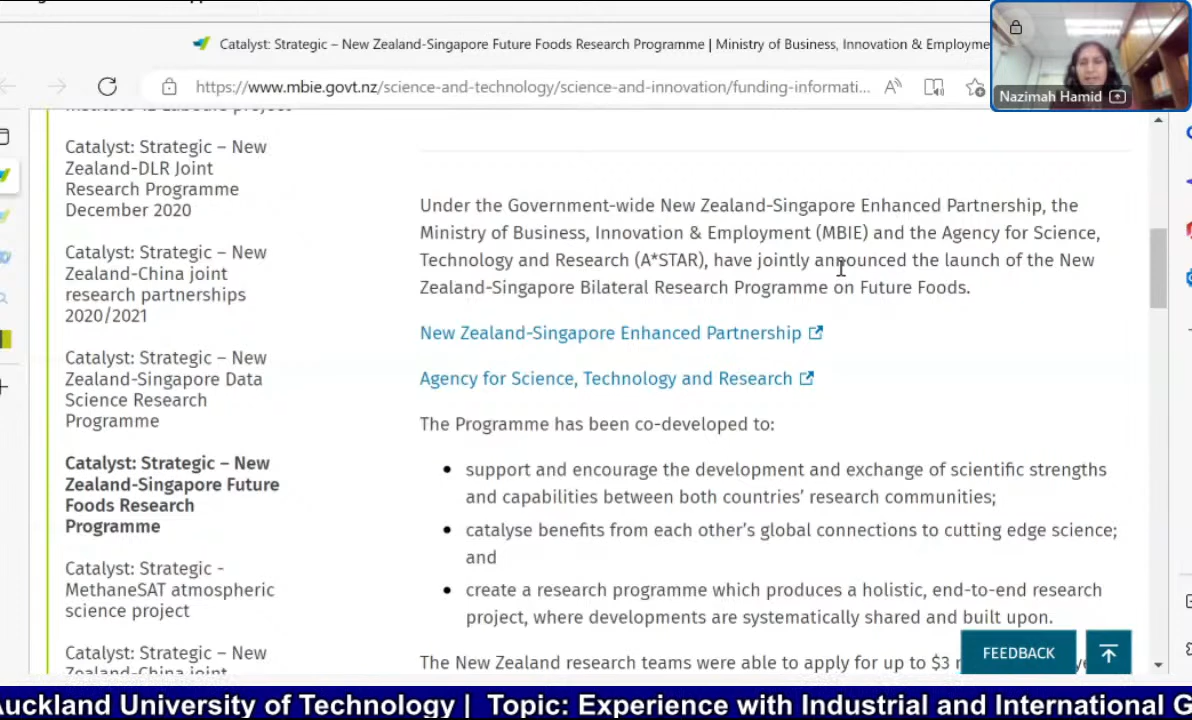 Catalyst: Strategic – New Zealand-Singapore Future Foods Research Programme | Ministry of Business, Innovation & Employme
https://www.mbie.govt.nz/science-and-technology/science-and-innovation/funding-informati...
Nazimah Hamid
Catalyst: Strategic – New
Zealand-DLR Joint
Research Programme
December 2020
Catalyst: Strategic – New
Zealand-China joint
research partnerships
2020/2021
Catalyst: Strategic – New
Zealand-Singapore Data
Science Research
Programme
Catalyst: Strategic – New
Zealand-Singapore Future
Foods Research
Programme
Catalyst: Strategic -
MethaneSAT atmospheric
science project
Catalyst: Strategic – New
Zealand-China joint
Under the Government-wide New Zealand-Singapore Enhanced Partnership, the
Ministry of Business, Innovation & Employment (MBIE) and the Agency for Science,
Technology and Research (A*STAR), have jointly announced the launch of the New
Zealand-Singapore Bilateral Research Programme on Future Foods.
New Zealand-Singapore Enhanced Partnership
Agency for Science, Technology and Research
The Programme has been co-developed to:
• support and encourage the development and exchange of scientific strengths
and capabilities between both countries' research communities;
• catalyse benefits from each other's global connections to cutting edge science;
and
• create a research programme which produces a holistic, end-to-end research
project, where developments are systematically shared and built upon.
The New Zealand research teams were able to apply for up to $3
FEEDBACK
Auckland University of Technology | Topic: Experience with Industrial and International G